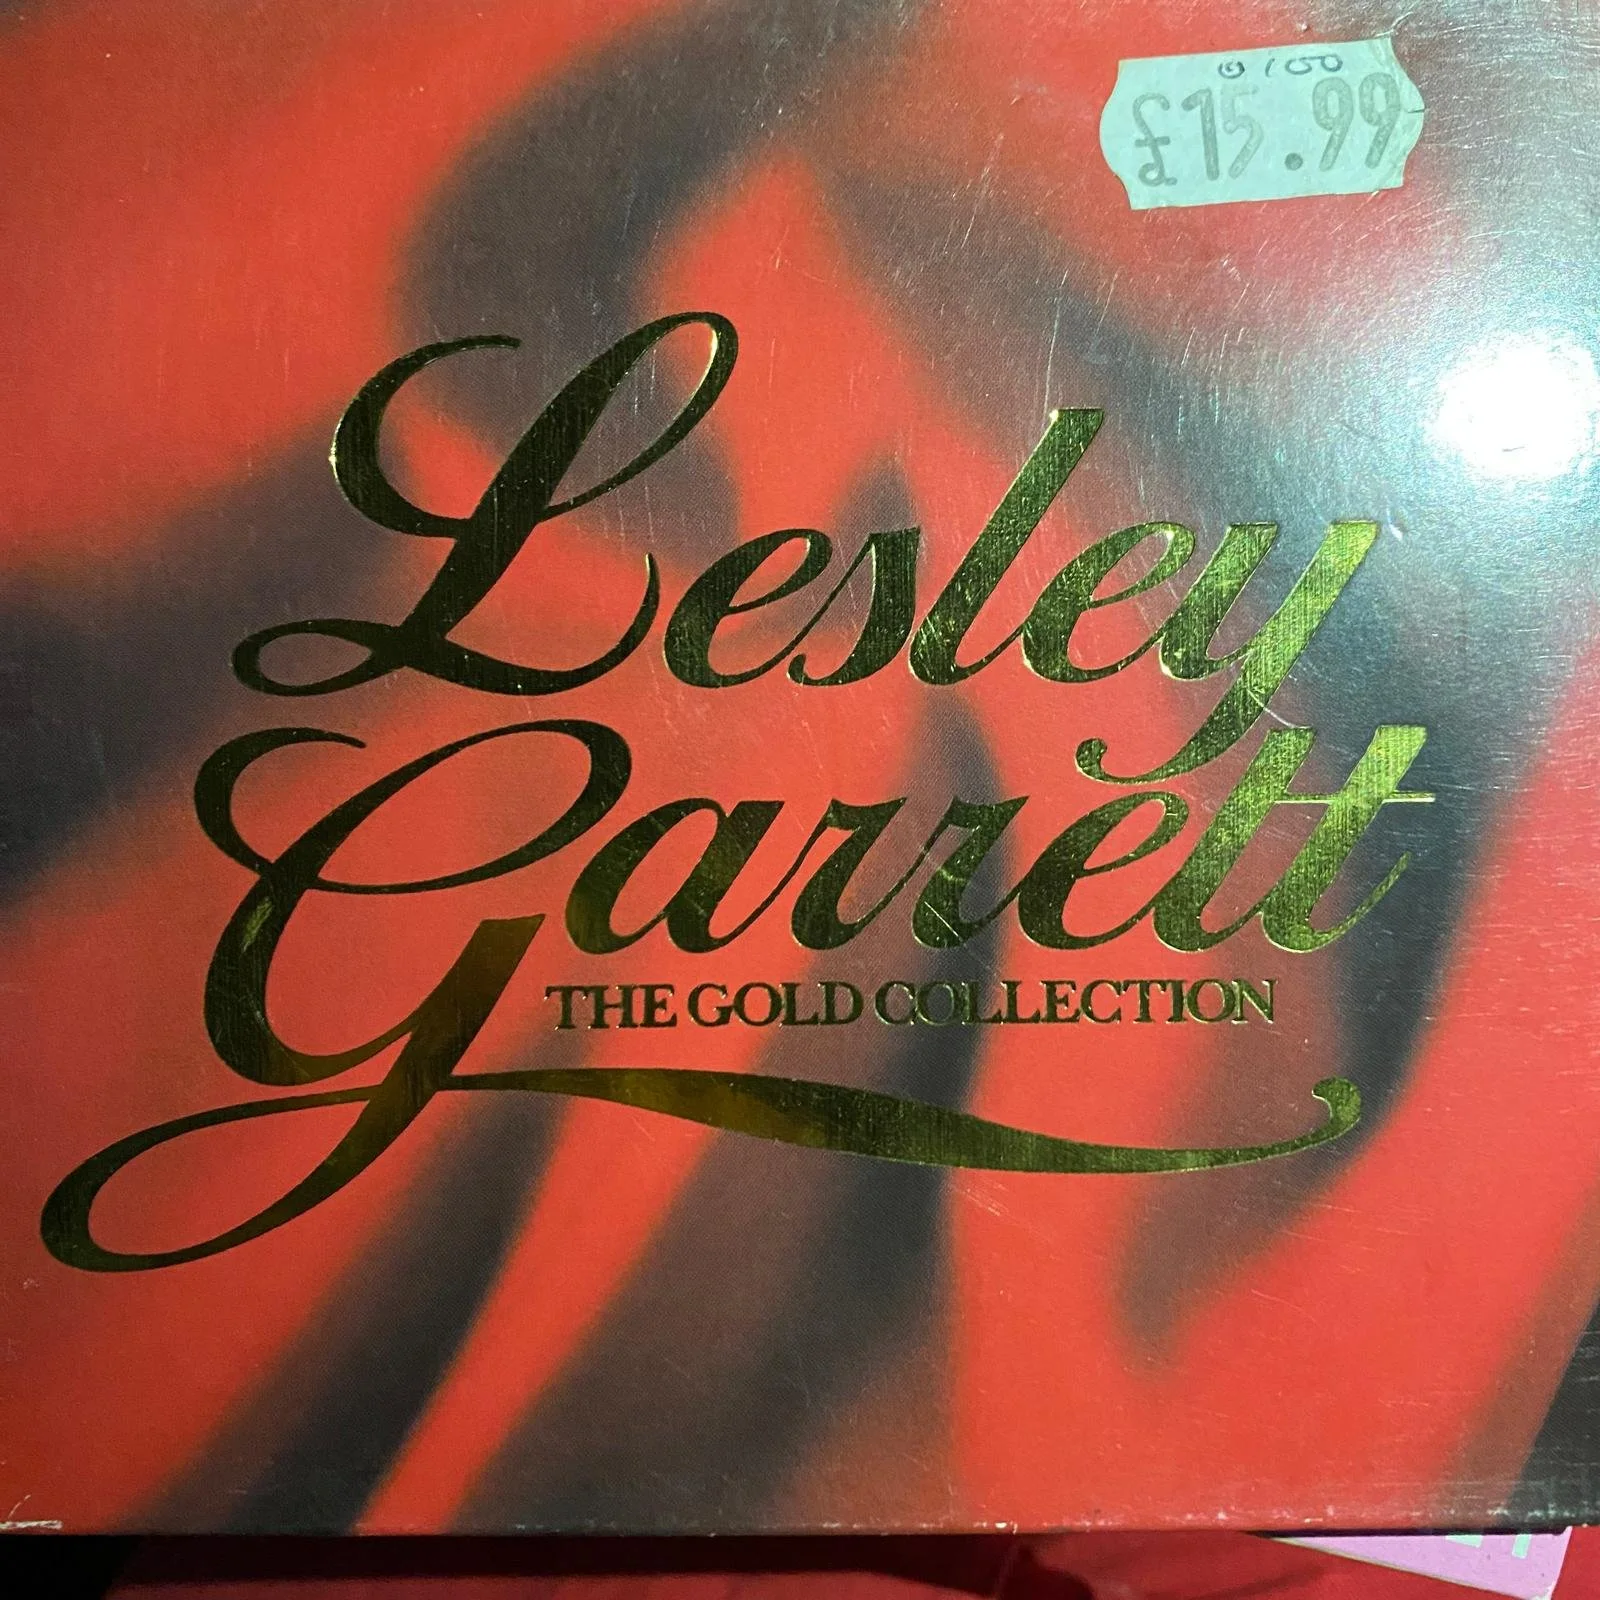 £15.99
Lesley
Garrett
THE GOLD COLLECTION